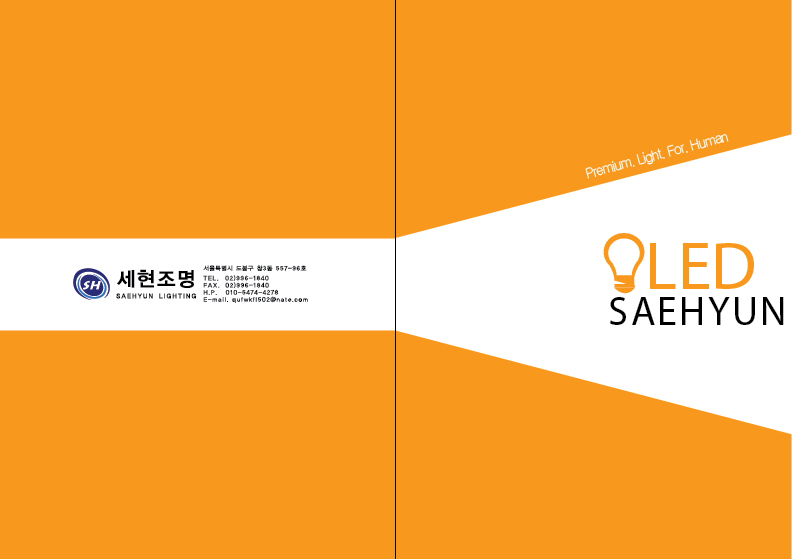 SH
세현조명
SAEHYUN LIGHTING
서울특별시 도봉구 창3동 557-96호
TEL. 02)996-1840
FAX. 02)996-1840
H.P. 010-5474-4278
E-mail. qufwkfl502@nate.com
Premium. Light. For. Human
LED
SAEHYUN